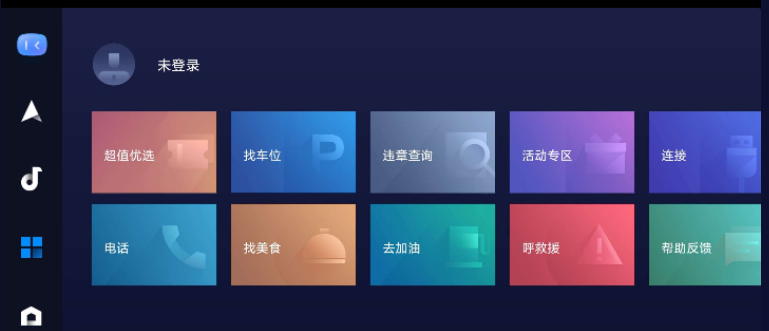 未登录
超值优选
找车位
违章查询
活动专区
连接
电话
找美食
去加油
呼救援
帮助反馈